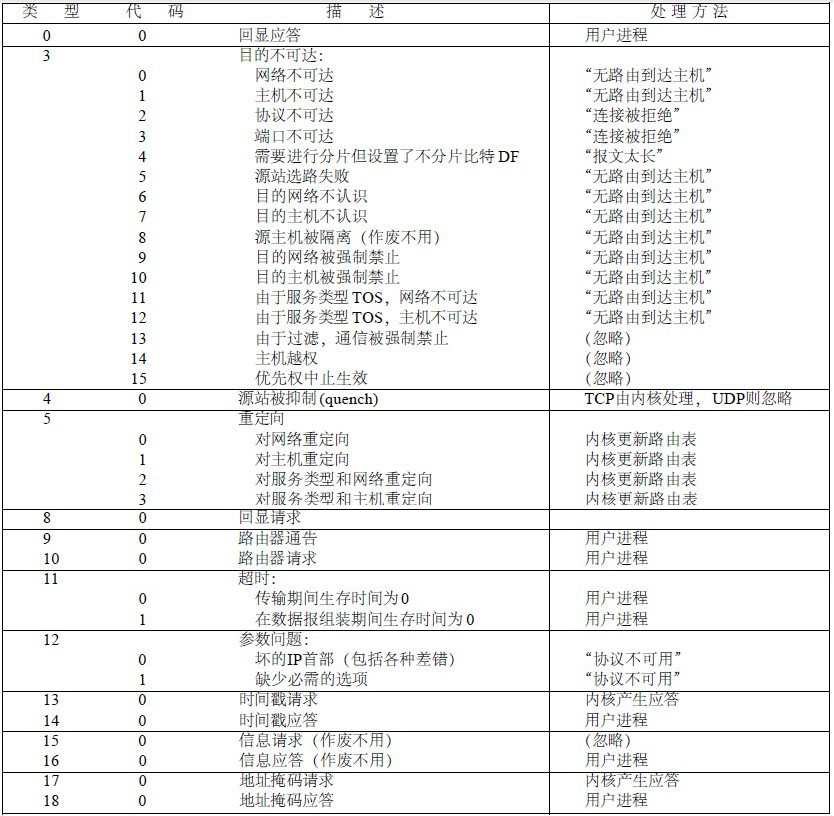 类 型 代 码 描 述 处理方法
0 0 回显应答 用户进程
3 目的不可达：
0 网络不可达 “无路由到达主机”
1 主机不可达 “无路由到达主机”
2 协议不可达 “连接被拒绝”
3 端口不可达 “连接被拒绝”
4 需要进行分片但设置了不分片比特 DF “报文太长”
5 源站选路失败 “无路由到达主机”
6 目的网络不认识 “无路由到达主机”
7 目的主机不认识 “无路由到达主机”
8 源主机被隔离（作废不用） “无路由到达主机”
9 目的网络被强制禁止 “无路由到达主机”
10 目的主机被强制禁止 “无路由到达主机”
11 由于服务类型 TOS，网络不可达 “无路由到达主机”
12 由于服务类型 TOS，主机不可达 “无路由到达主机”
13 由于过滤，通信被强制禁止 (忽略)
14 主机越权 (忽略)
15 优先权中止生效 (忽略)
4 0 源站被抑制 (quench) TCP由内核处理，UDP则忽略
5 重定向
0 对网络重定向 内核更新路由表
1 对主机重定向 内核更新路由表
2 对服务类型和网络重定向 内核更新路由表
3 对服务类型和主机重定向 内核更新路由表
8 0 回显请求
9 0 路由器通告 用户进程
10 0 路由器请求 用户进程
11 超时：
0 传输期间生存时间为0 用户进程
1 在数据报组装期间生存时间为 0 用户进程
12 参数问题：
0 坏的IP首部（包括各种差错） “协议不可用”
1 缺少必需的选项 “协议不可用”
13 0 时间戳请求 内核产生应答
14 0 时间戳应答 用户进程
15 0 信息请求（作废不用） (忽略)
16 0 信息应答（作废不用） 用户进程
17 0 地址掩码请求 内核产生应答
18 0 地址掩码应答 用户进程